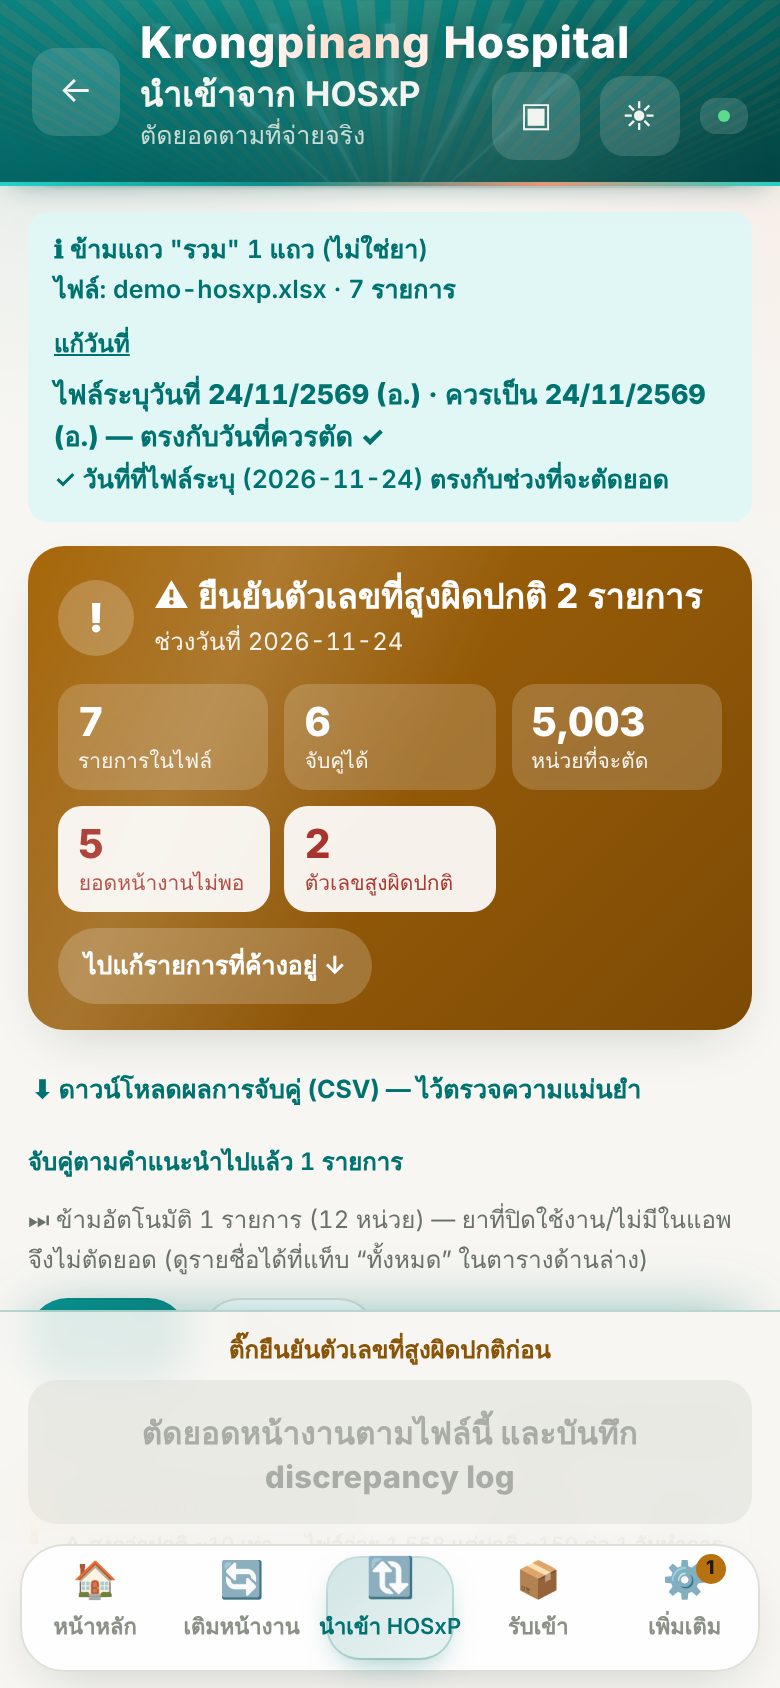 Krongpinang Hospital
นำเข้าจาก HOSxP
ตัดยอดตามที่จ่ายจริง
ℹ ข้ามแถว "รวม" 1 แถว (ไม่ใช่ยา)
ไฟล์: demo-hosxp.xlsx · 7 รายการ
แก้วันที่
ไฟล์ระบุวันที่ 24/11/2569 (อ.) · ควรเป็น 24/11/2569
(อ.) — ตรงกับวันที่ควรตัด ✓
✓ วันที่ที่ไฟล์ระบุ (2026-11-24) ตรงกับช่วงที่จะตัดยอด
!
⚠ ยืนยันตัวเลขที่สูงผิดปกติ 2 รายการ
ช่วงวันที่ 2026-11-24
7
รายการในไฟล์
6
จับคู่ได้
5,003
หน่วยที่จะตัด
5
ยอดหน้างานไม่พอ
2
ตัวเลขสูงผิดปกติ
ไปแก้รายการที่ค้างอยู่ ↓
⬇ ดาวน์โหลดผลการจับคู่ (CSV) — ไว้ตรวจความแม่นยำ
จับคู่ตามคำแนะนำไปแล้ว 1 รายการ
⏭ ข้ามอัตโนมัติ 1 รายการ (12 หน่วย) — ยาที่ปิดใช้งาน/ไม่มีในแอพ
จึงไม่ตัดยอด (ดูรายชื่อได้ที่แท็บ “ทั้งหมด” ในตารางด้านล่าง)
ติ๊กยืนยันตัวเลขที่สูงผิดปกติก่อน
ตัดยอดหน้างานตามไฟล์นี้ และบันทึก
discrepancy log
1
หน้าหลัก
เติมหน้างาน
นำเข้า HOSxP
รับเข้า
เพิ่มเติม